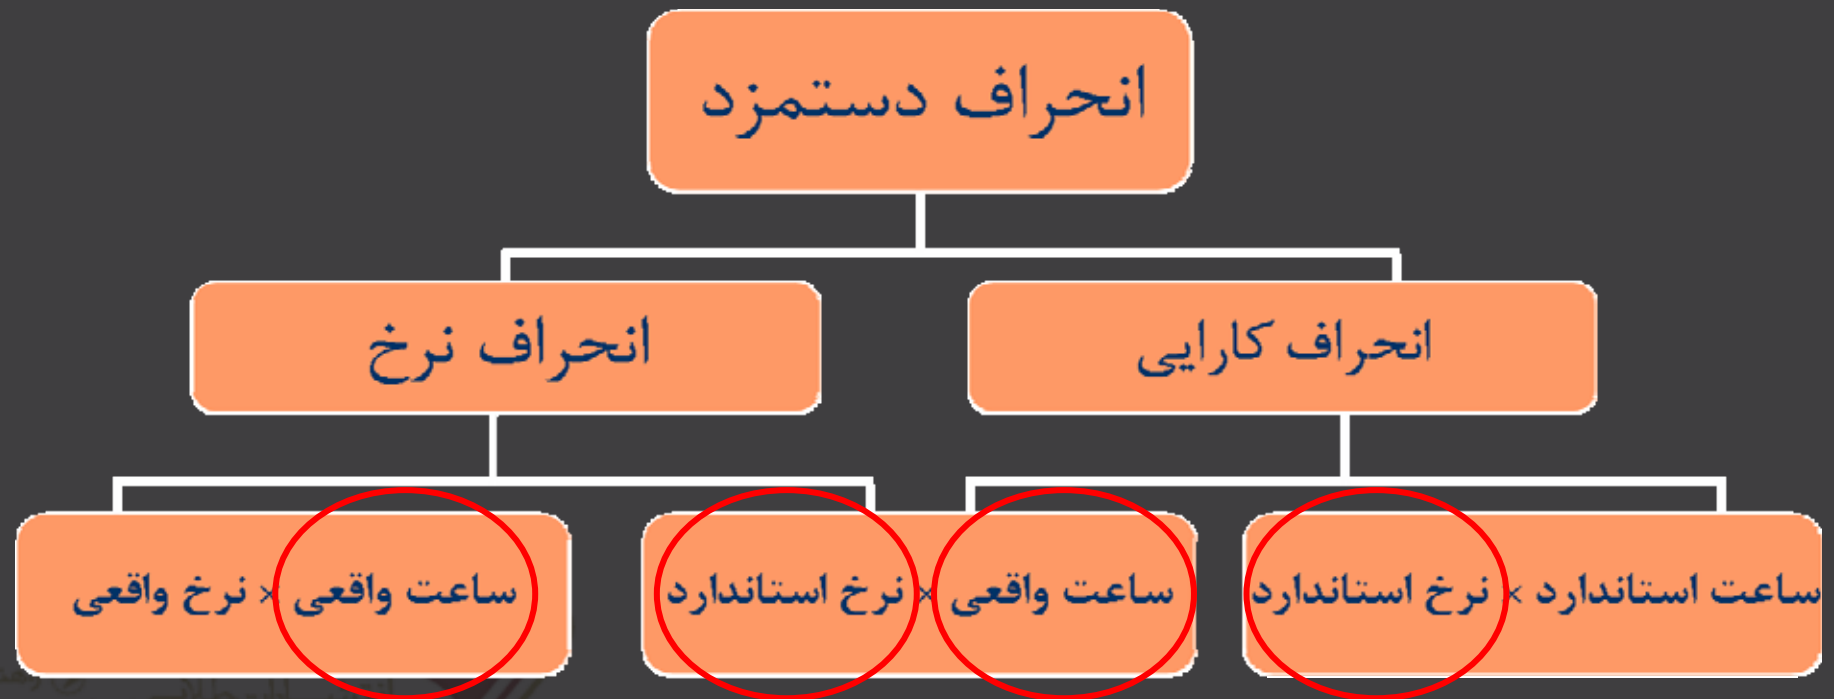 انحراف دستمزد
انحراف کارایی
انحراف نرخ
ساعت استاندارد × نرخ استاندارد
ساعت واقعی × نرخ استاندارد
ساعت واقعی × نرخ واقعی